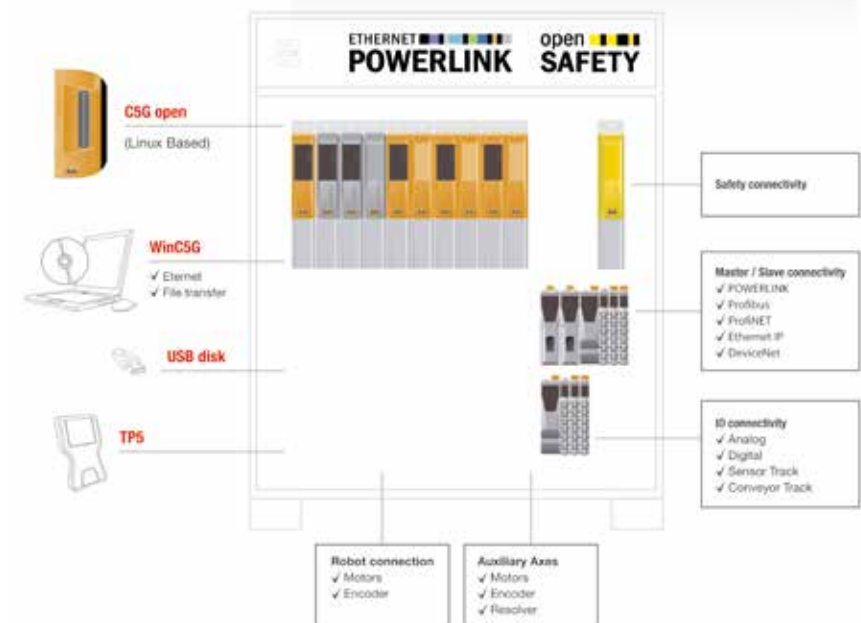 ETHERNET
POWERLINK
open
SAFETY
C5G open
(Linux Based)
WinC5G
✓ Eternet
✓ File transfer
USB disk
TP5
Safety connectivity
Master / Slave connectivity
✓ POWERLINK
✓ Profibus
✓ ProfiNET
✓ Ethernet IP
✓ DeviceNet
IO connectivity
✓ Analog
✓ Digital
✓ Sensor Track
✓ Conveyor Track
Robot connection
✓ Motors
✓ Encoder
Auxiliary Axes
✓ Motors
✓ Encoder
✓ Resolver